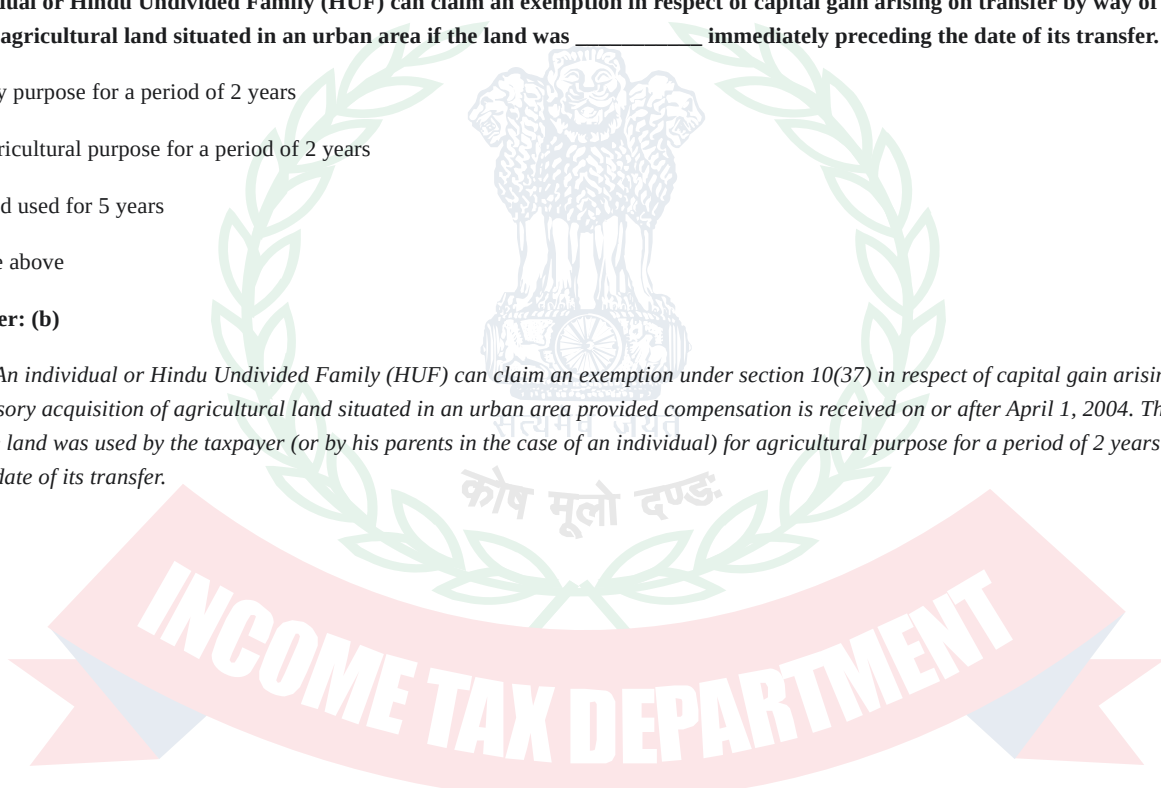 dual or Hindu Undivided Family (HUF) can claim an exemption in respect of capital gain arising on transfer by way of
agricultural land situated in an urban area if the land was ___________ immediately preceding the date of its transfer.
y purpose for a period of 2 years
ricultural purpose for a period of 2 years
d used for 5 years
e above
er: (b)
An individual or Hindu Undivided Family (HUF) can claim an exemption under section 10(37) in respect of capital gain arisin
sory acquisition of agricultural land situated in an urban area provided compensation is received on or after April 1, 2004. Th
land was used by the taxpayer (or by his parents in the case of an individual) for agricultural purpose for a period of 2 years
date of its transfer.
सत्यमेव जयते
कोष मूलो दण्ड:
INCOME TAX DEPARTMENT